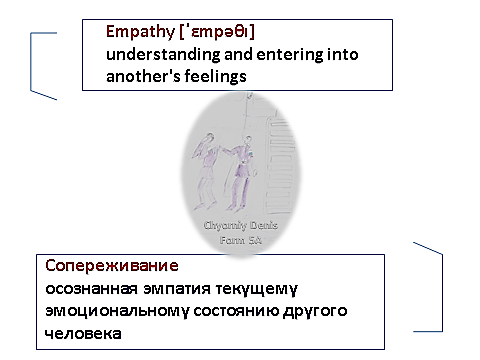 Empathy [ˈɛmpəθɪ]
understanding and entering into
another's feelings
Chyorniy Denis
Form 5A
Сопереживание
осознанная эмпатия текущему
эмоциональному состоянию другого
человека